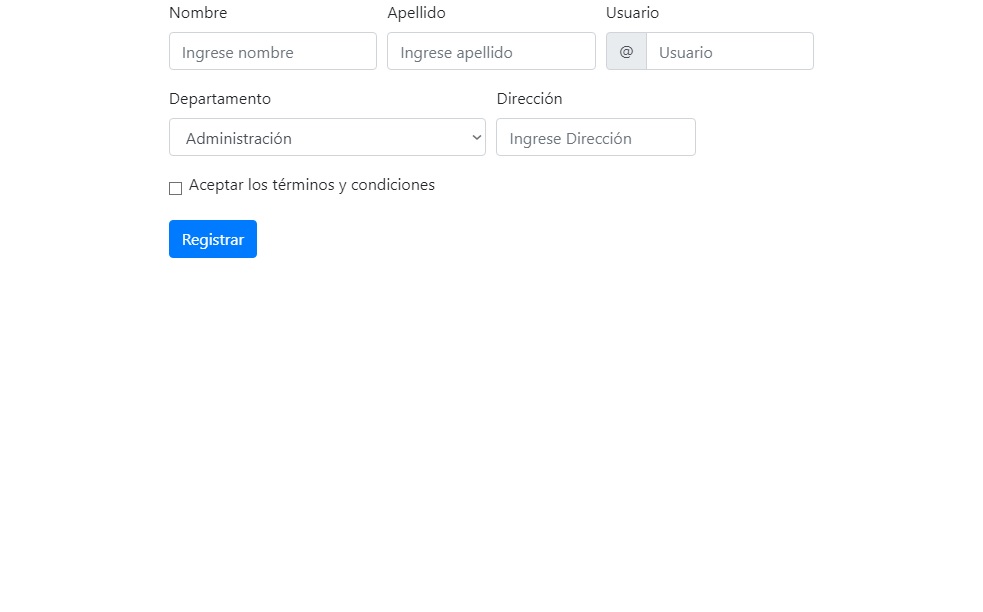 Nombre Apellido Usuario
Ingrese nombre Ingrese apellido @ Usuario
Departamento Dirección
Administración Ingrese Dirección
Aceptar los términos y condiciones
Registrar